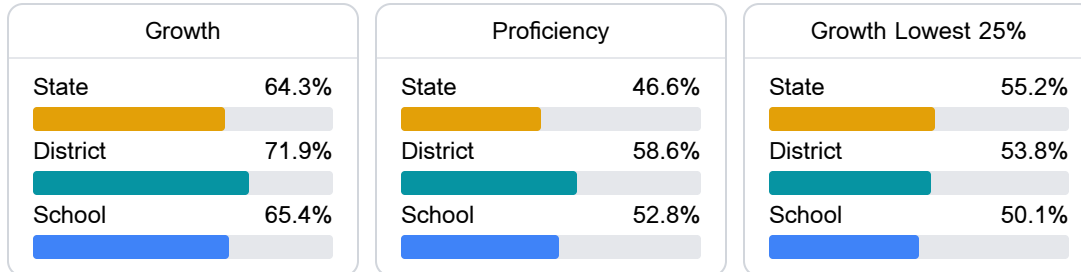 Growth
State 64.3%
District 71.9%
School 65.4%
Proficiency
State 46.6%
District 58.6%
School 52.8%
Growth Lowest 25%
State 55.2%
District 53.8%
School 50.1%